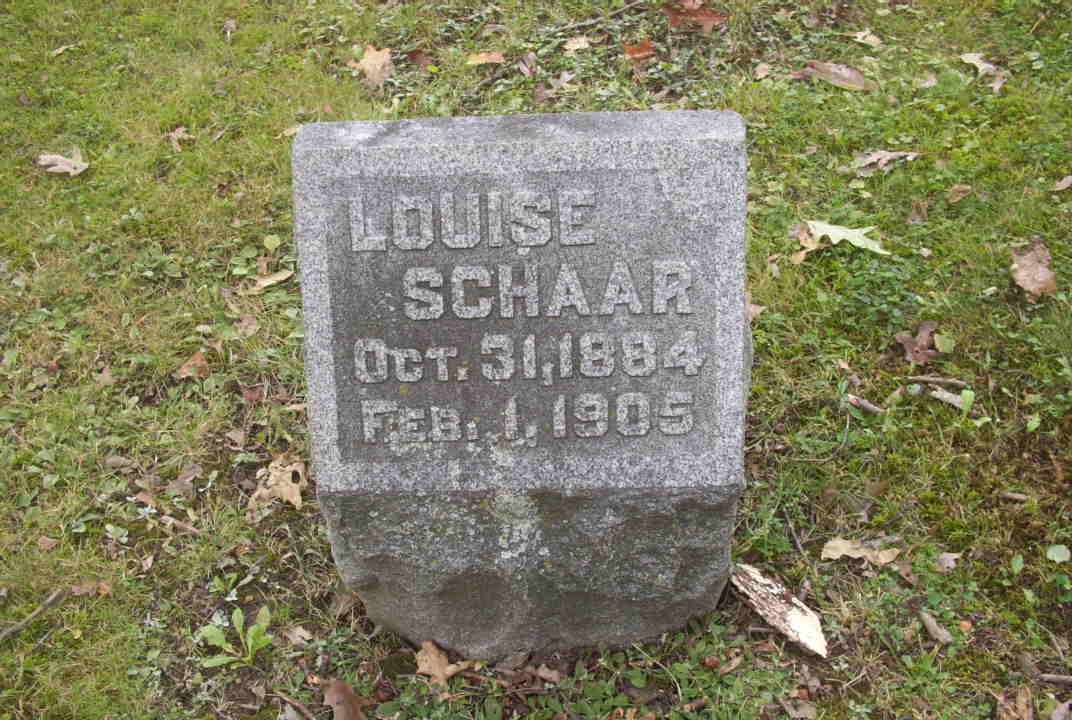 LOUISE
SCHAAR
OCT. 31, 1884
FEB. 1, 1905